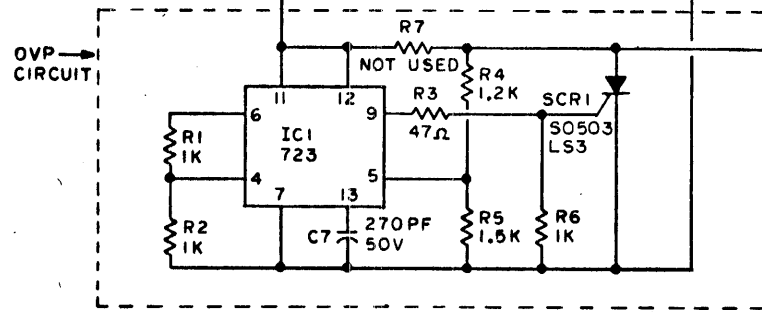 R7
OVP
CIRCUIT
NOT USED
R4
1.2K
11
12
6
9
R3
47Ω
SCR1
S0503
LS3
R1
1K
IC1
723
4
5
7
13
R2
1K
C7
270PF
50V
R5
1.5K
R6
1K